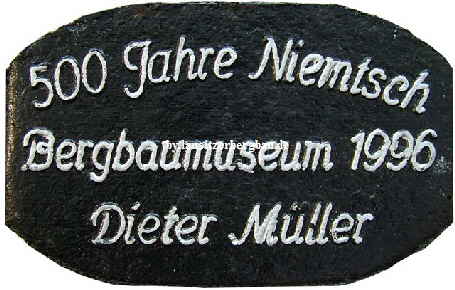 500 Jahre Niemtsch
Bergbaumuseum 1996
Dieter Müller